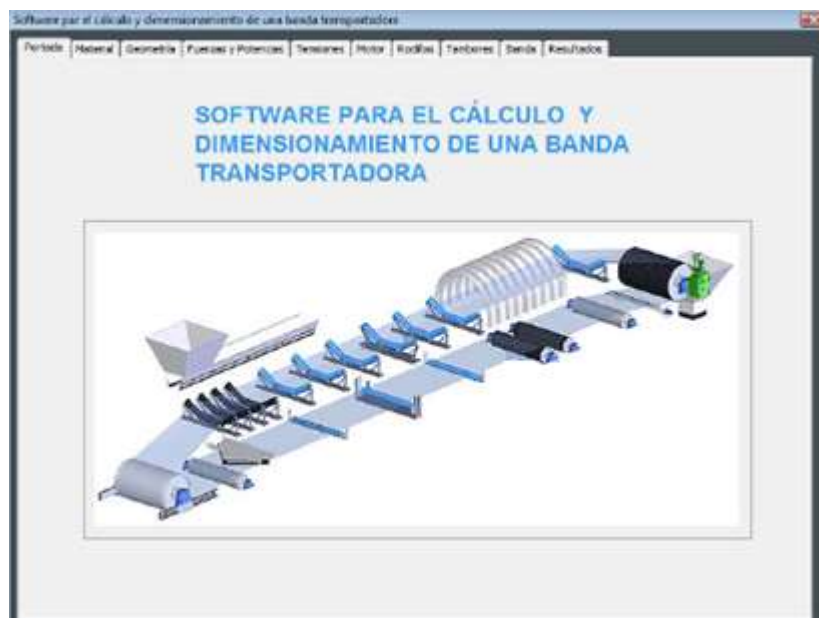 Software par el cálculo y dimensionamiento de una banda transportadora
Portada Material Geometría Fuerzas y Potencias Tensiones Motor Rodillos Tambores Banda Resultados
SOFTWARE PARA EL CÁLCULO Y
DIMENSIONAMIENTO DE UNA BANDA
TRANSPORTADORA